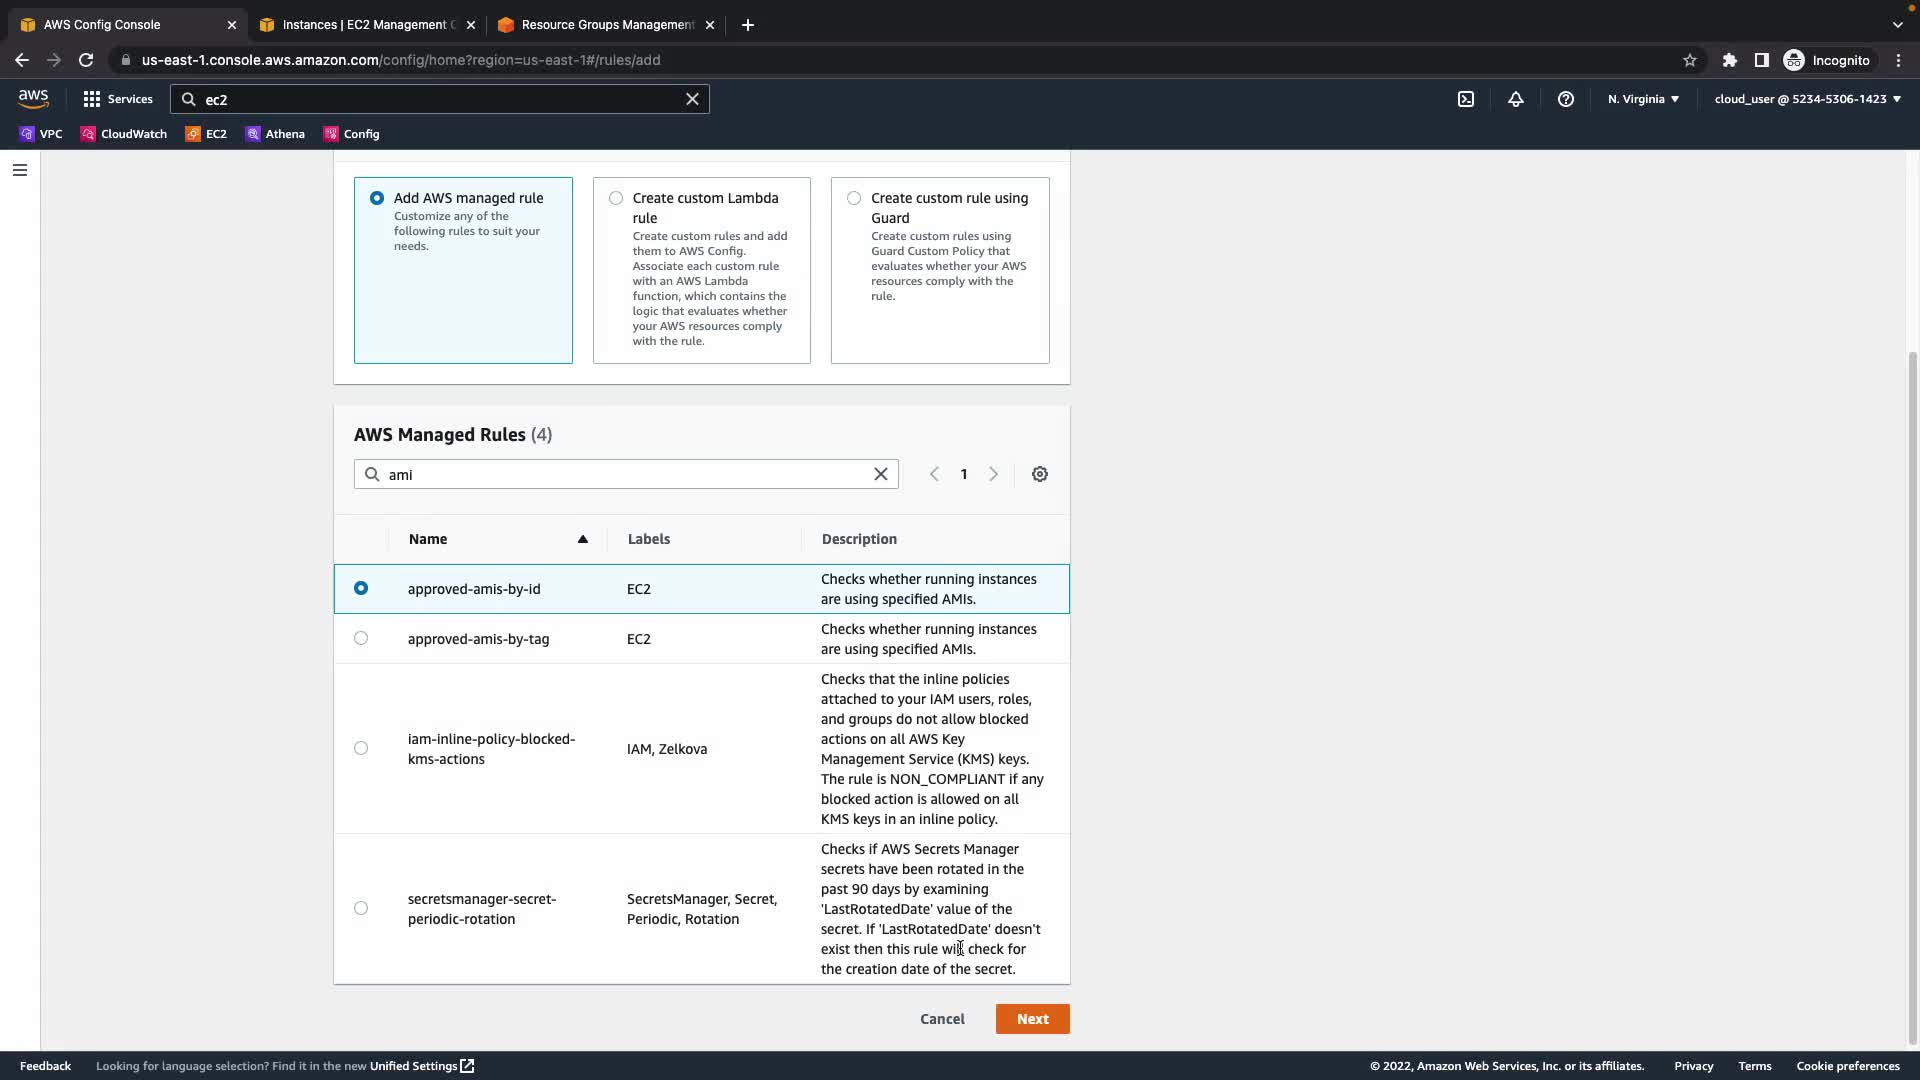 AWS Config Console
Instances | EC2 Management C
Resource Groups Management
us-east-1.console.aws.amazon.com/config/home?region=us-east-1#/rules/add
Incognito
aws
Services
ec2
N. Virginia
cloud_user @ 5234-5306-1423
VPC
CloudWatch
EC2
Athena
Config
Add AWS managed rule
Customize any of the
following rules to suit your
needs.
Create custom Lambda
rule
Create custom rules and add
them to AWS Config.
Associate each custom rule
with an AWS Lambda
function, which contains the
logic that evaluates whether
your AWS resources comply
with the rule.
Create custom rule using
Guard
Create custom rules using
Guard Custom Policy that
evaluates whether your AWS
resources comply with the
rule.
AWS Managed Rules (4)
ami
1
Name
Labels
Description
approved-amis-by-id
EC2
Checks whether running instances
are using specified AMIs.
approved-amis-by-tag
EC2
Checks whether running instances
are using specified AMIs.
iam-inline-policy-blocked-
kms-actions
IAM, Zelkova
Checks that the inline policies
attached to your IAM users, roles,
and groups do not allow blocked
actions on all AWS Key
Management Service (KMS) keys.
The rule is NON_COMPLIANT if any
blocked action is allowed on all
KMS keys in an inline policy.
secretsmanager-secret-
periodic-rotation
SecretsManager, Secret,
Periodic, Rotation
Checks if AWS Secrets Manager
secrets have been rotated in the
past 90 days by examining
'LastRotatedDate' value of the
secret. If 'LastRotatedDate' doesn't
exist then this rule will check for
the creation date of the secret.
Cancel
Next
Feedback
Looking for language selection? Find it in the new Unified Settings
© 2022, Amazon Web Services, Inc. or its affiliates.
Privacy
Terms
Cookie preferences